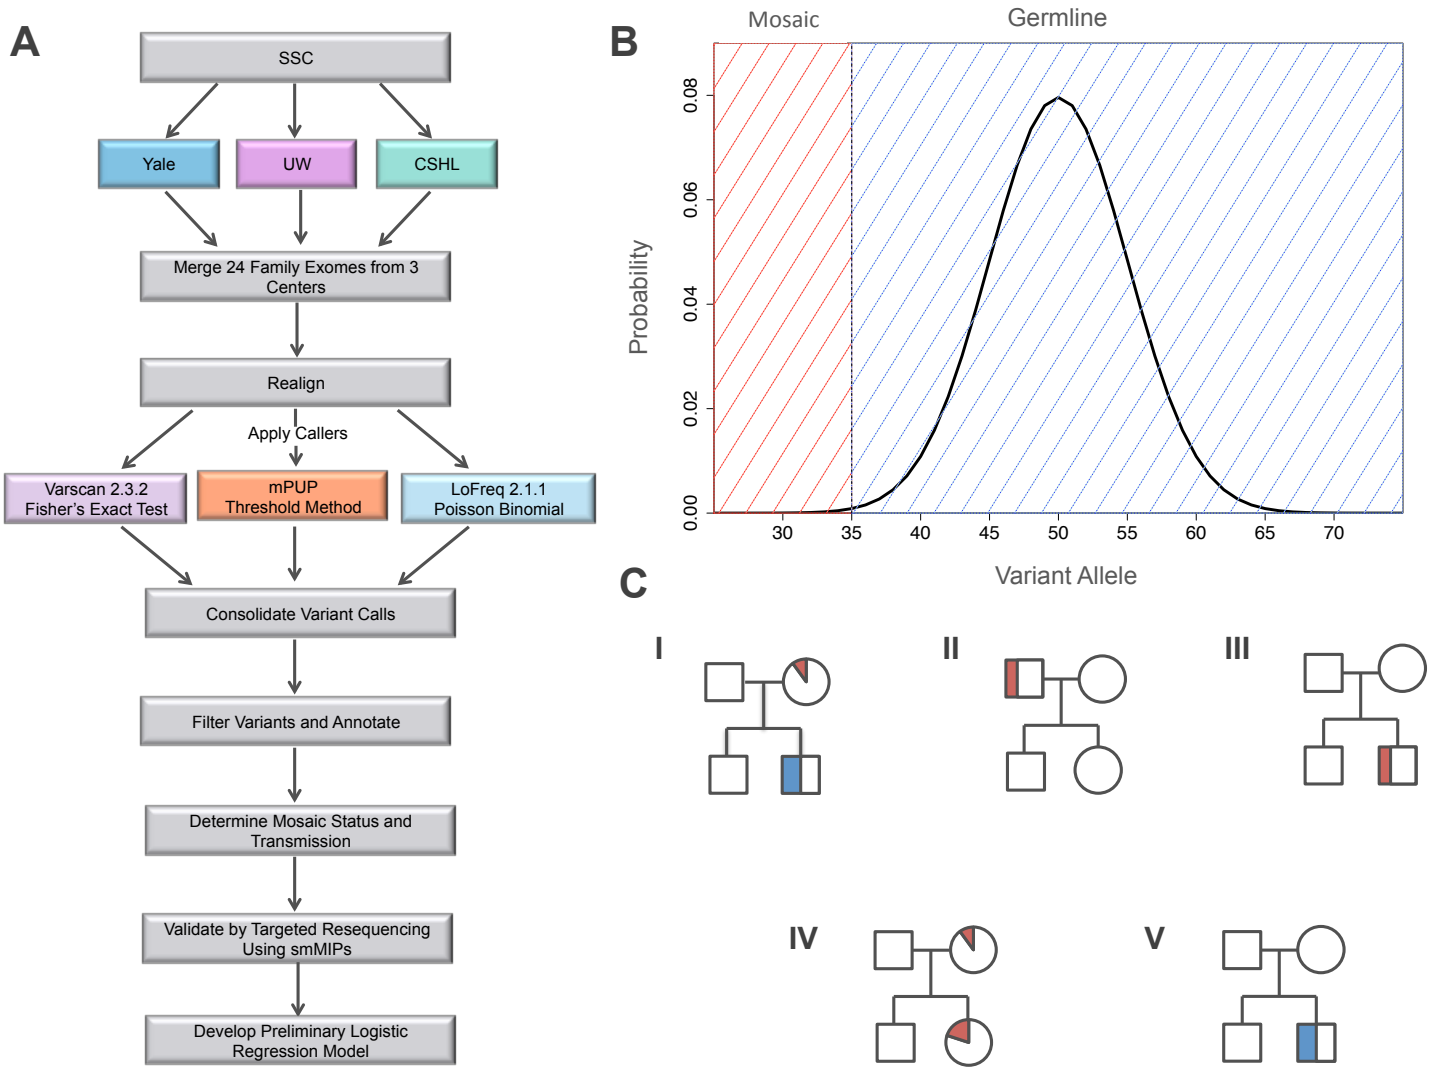 A
SSC
Yale
UW
CSHL
Merge 24 Family Exomes from 3
Centers
Realign
Apply Callers
Varscan 2.3.2
Fisher's Exact Test
mPUP
Threshold Method
LoFreq 2.1.1
Poisson Binomial
Consolidate Variant Calls
Filter Variants and Annotate
Determine Mosaic Status and
Transmission
Validate by Targeted Resequencing
Using smMIPs
Develop Preliminary Logistic
Regression Model
B
Mosaic
Germline
Probability
0.08
0.06
0.04
0.02
0.00
30
35
40
45
50
55
60
65
70
Variant Allele
C
I
II
III
IV
V